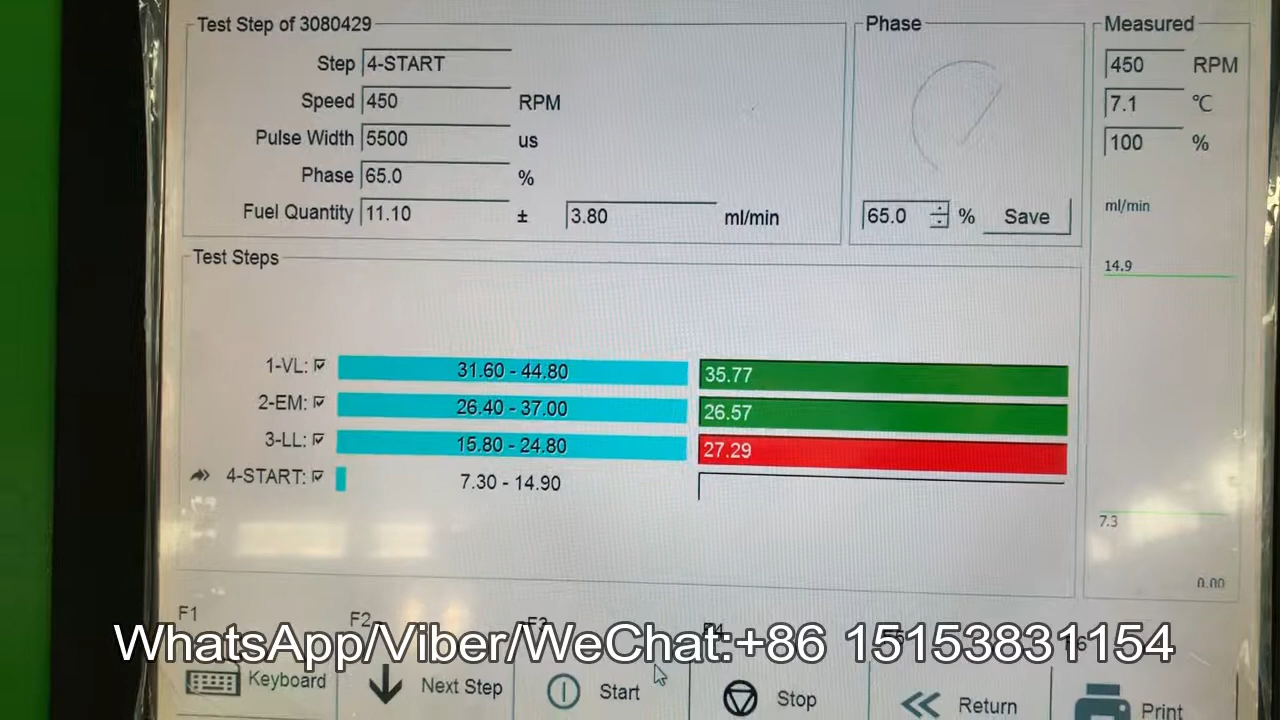 Test Step of 3080429
Step 4-START
Speed 450 RPM
Pulse Width 5500 us
Phase 65.0 %
Fuel Quantity 11.10 ± 3.80 ml/min
Phase
65.0 % Save
Measured
450 RPM
7.1 °C
100 %
ml/min
14.9
7.3
0.00
Test Steps
1-VL: 31.60 - 44.80 35.77
2-EM: 26.40 - 37.00 26.57
3-LL: 15.80 - 24.80 27.29
4-START: 7.30 - 14.90
F1 F2 F3 F4
WhatsApp/Viber/WeChat:+86 15153831154
Keyboard Next Step Start Stop Return Print